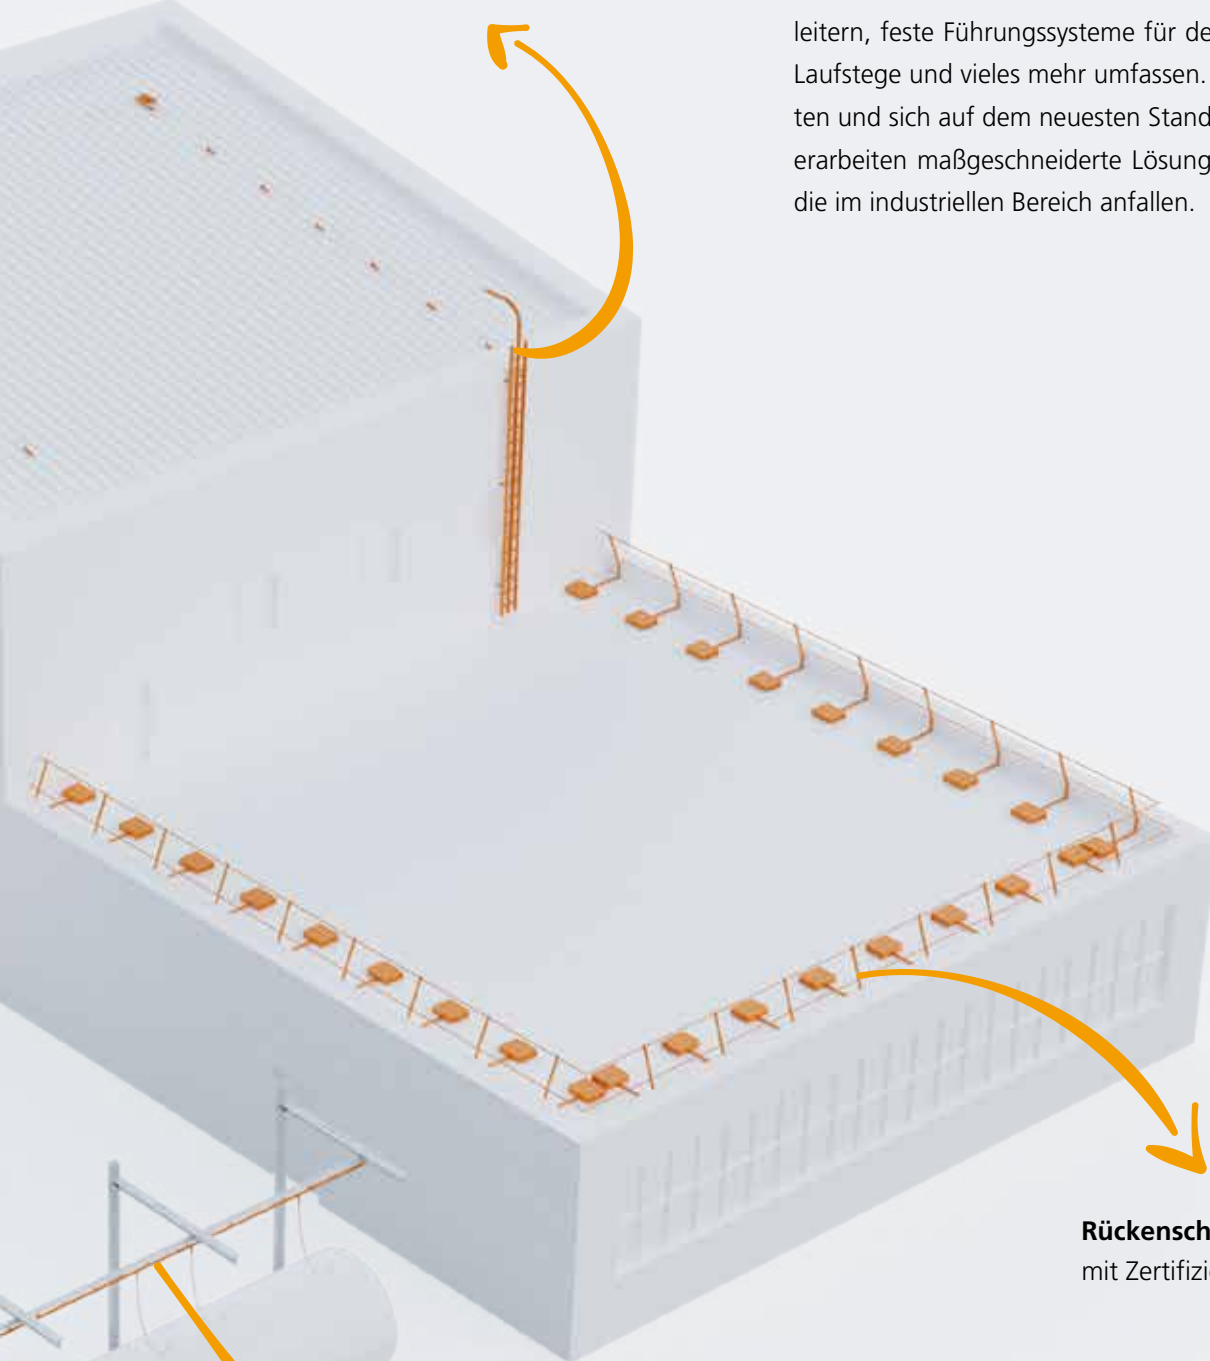 leitern, feste Führungssysteme für de
Laufstege und vieles mehr umfassen.
ten und sich auf dem neuesten Stand
erarbeiten maßgeschneiderte Lösung
die im industriellen Bereich anfallen.
Rückensch
mit Zertifizi